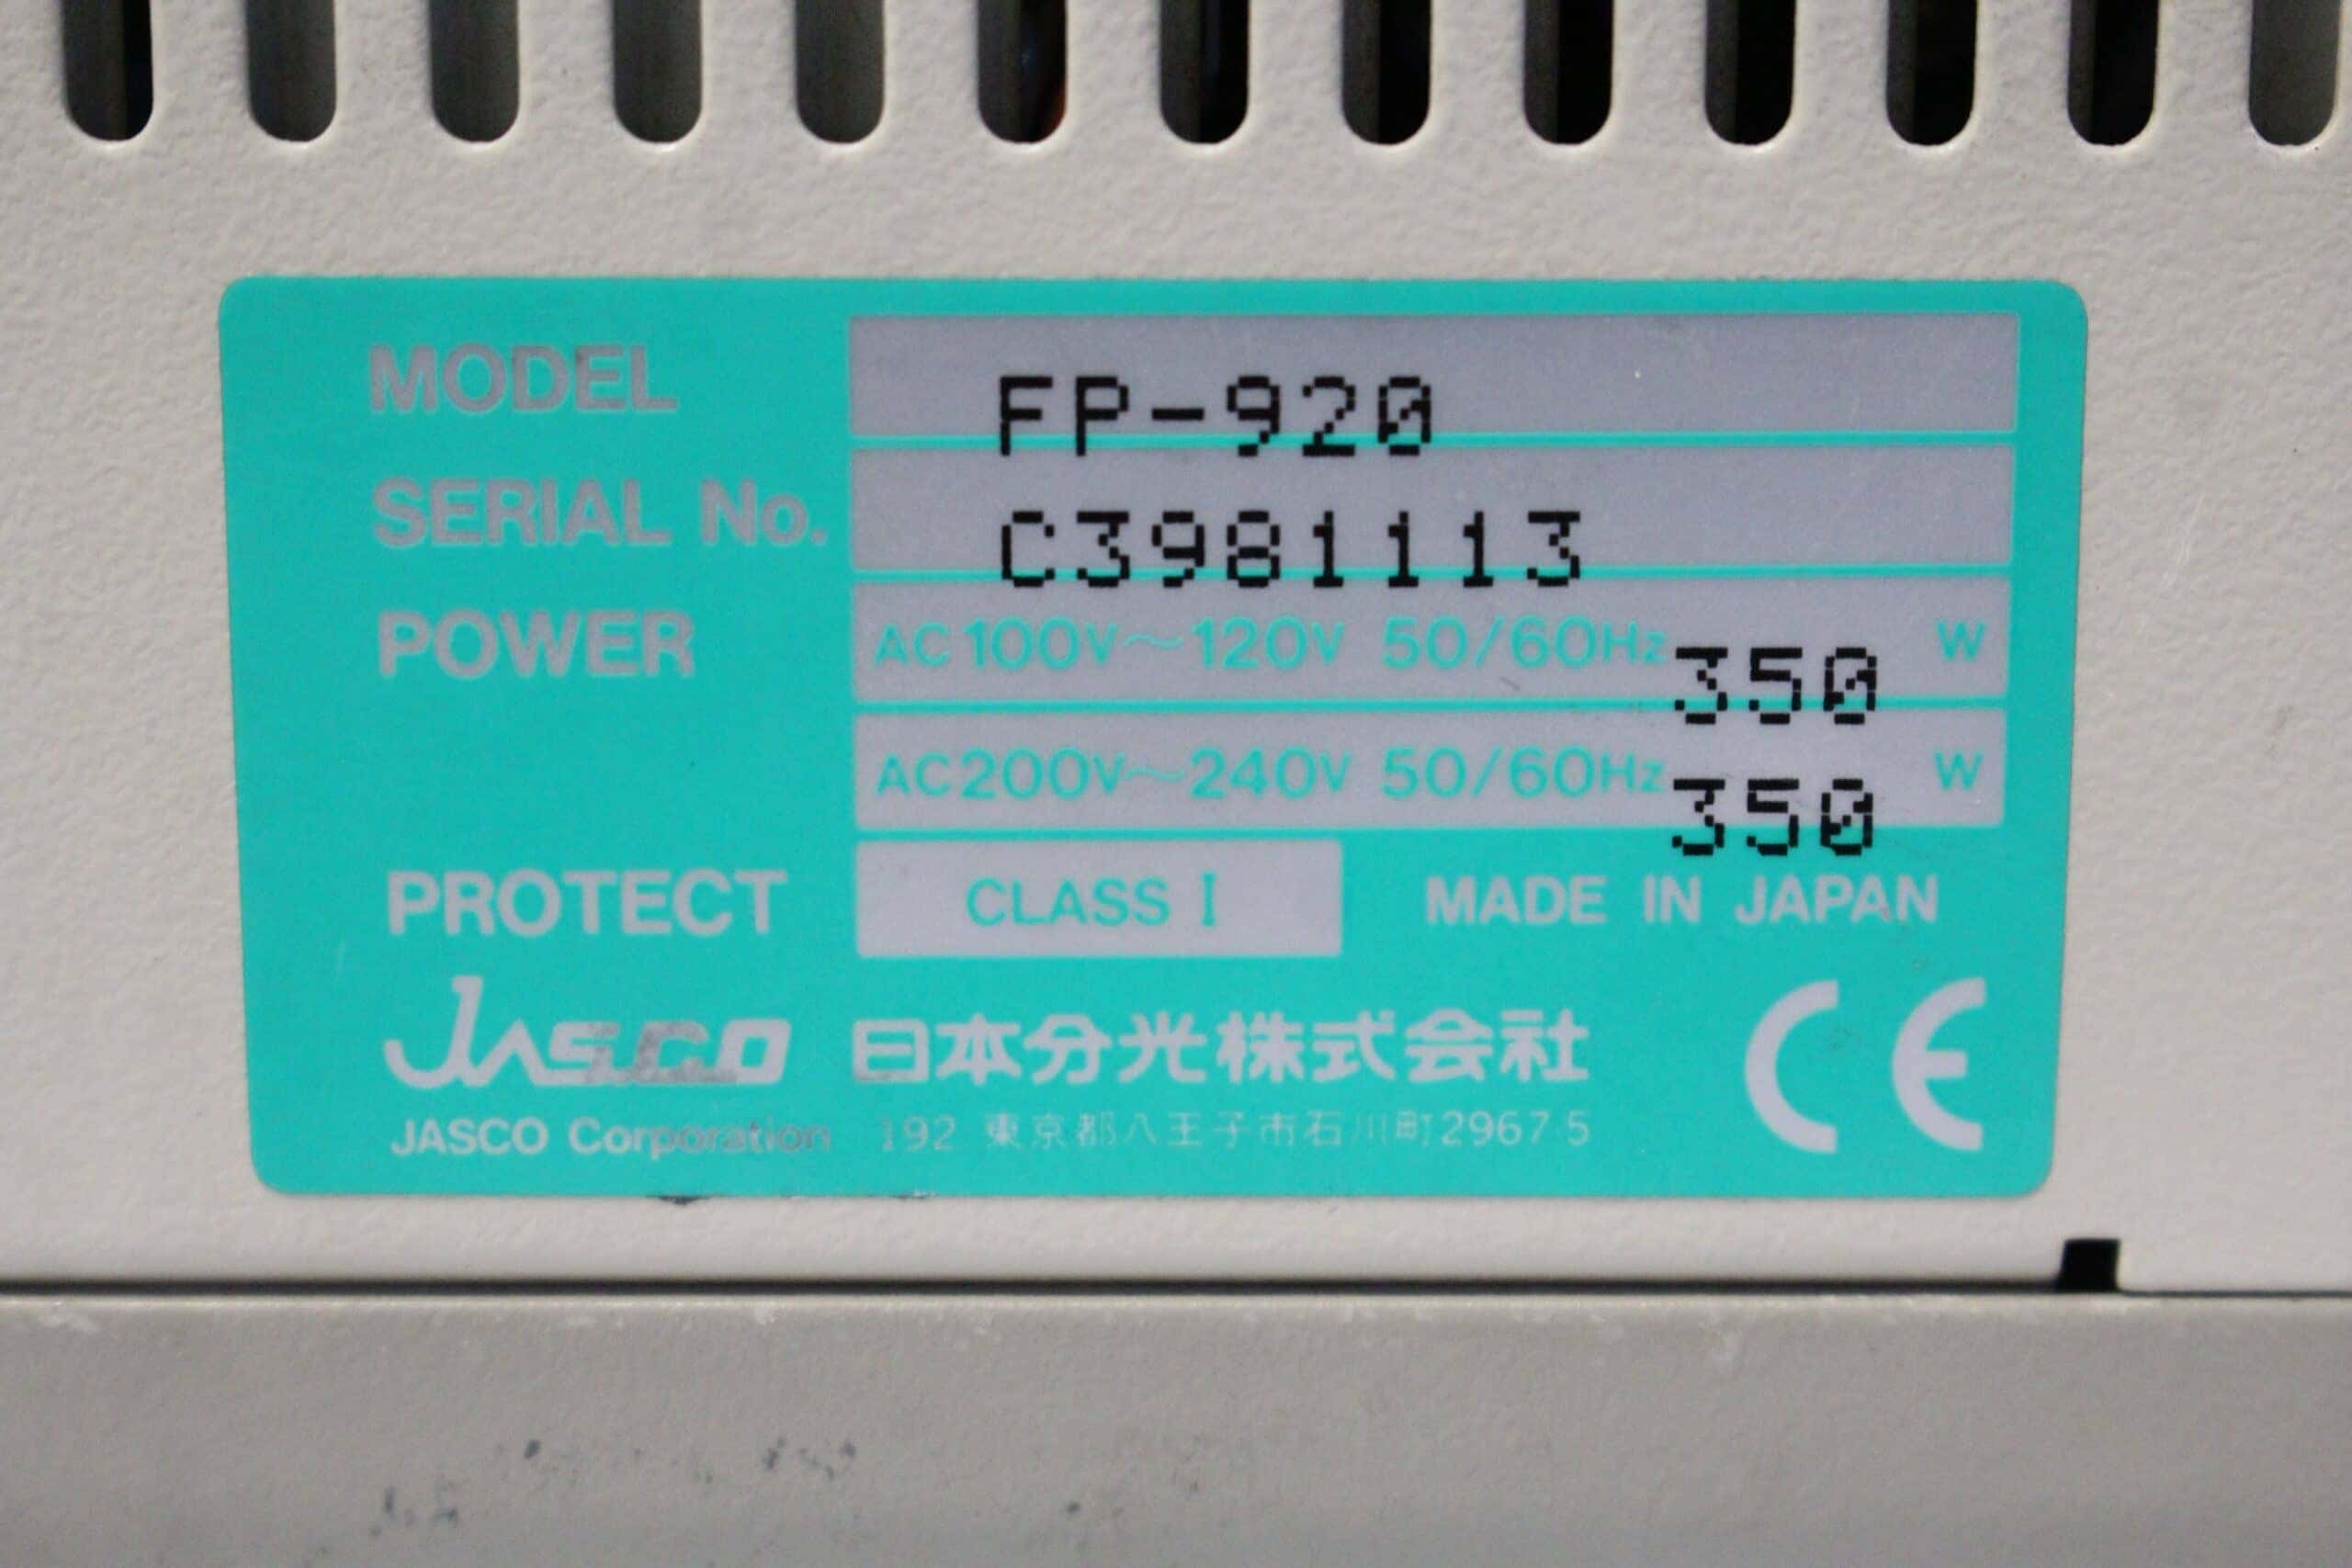 MODEL FP-920
SERIAL No. C3981113
POWER AC100V~120V 50/60Hz 350 W
AC200V~240V 50/60Hz 350 W
PROTECT CLASS I MADE IN JAPAN
JASCO 日本分光株式会社 CE
JASCO Corporation 192 東京都八王子市石川町2967-5